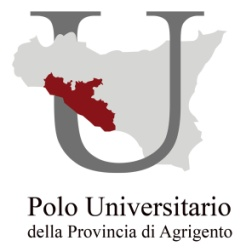 U
Polo Universitario
della Provincia di Agrigento